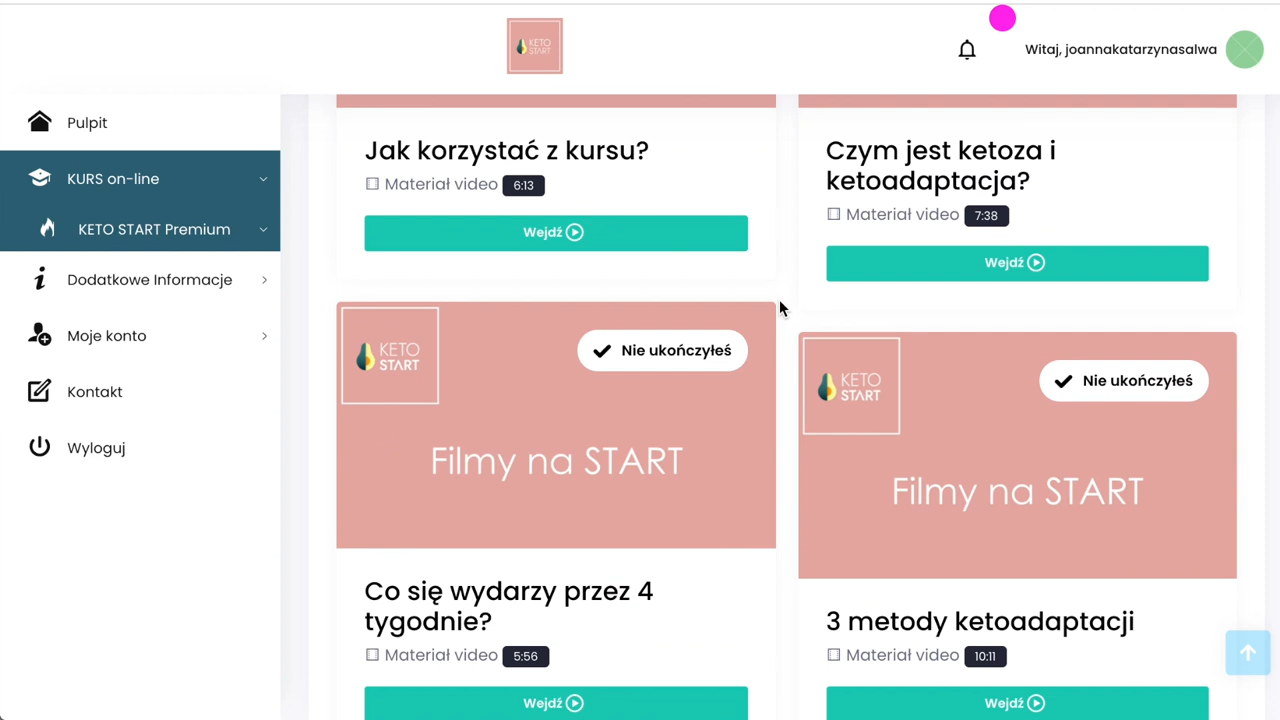 KETO
START
Witaj, joannakatarzynasalwa
Pulpit
KURS on-line
KETO START Premium
Dodatkowe Informacje
Moje konto
Kontakt
Wyloguj
Jak korzystać z kursu?
Materiał video 6:13
Wejdź
Czym jest ketoza i
ketoadaptacja?
Materiał video 7:38
Wejdź
KETO
START
Nie ukończyłeś
Filmy na START
Co się wydarzy przez 4
tygodnie?
Materiał video 5:56
Wejdź
KETO
START
Nie ukończyłeś
Filmy na START
3 metody ketoadaptacji
Materiał video 10:11
Wejdź